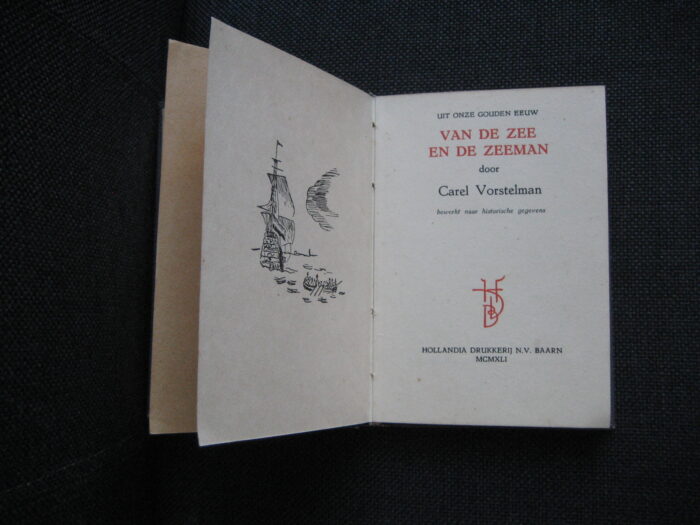 UIT ONZE GOUDEN EEUW
VAN DE ZEE
EN DE ZEEMAN
door
Carel Vorstelman
bewerkt naar historische gegevens
HOLLANDIA DRUKKERIJ N.V. BAARN
MCMXLI